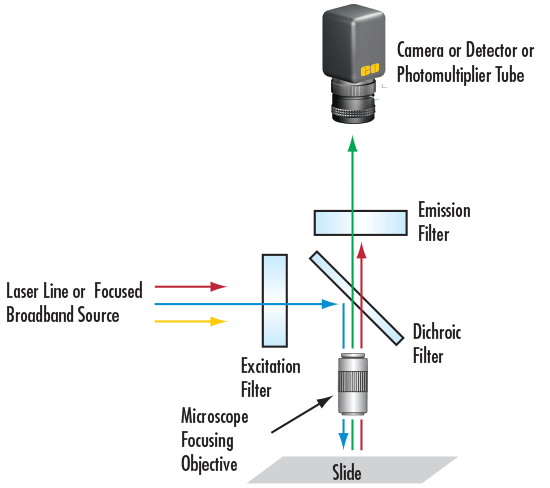 CO
Camera or Detector or
Photomultiplier Tube
Emission
Filter
Laser Line or Focused
Broadband Source
Dichroic
Filter
Excitation
Filter
Microscope
Focusing
Objective
Slide